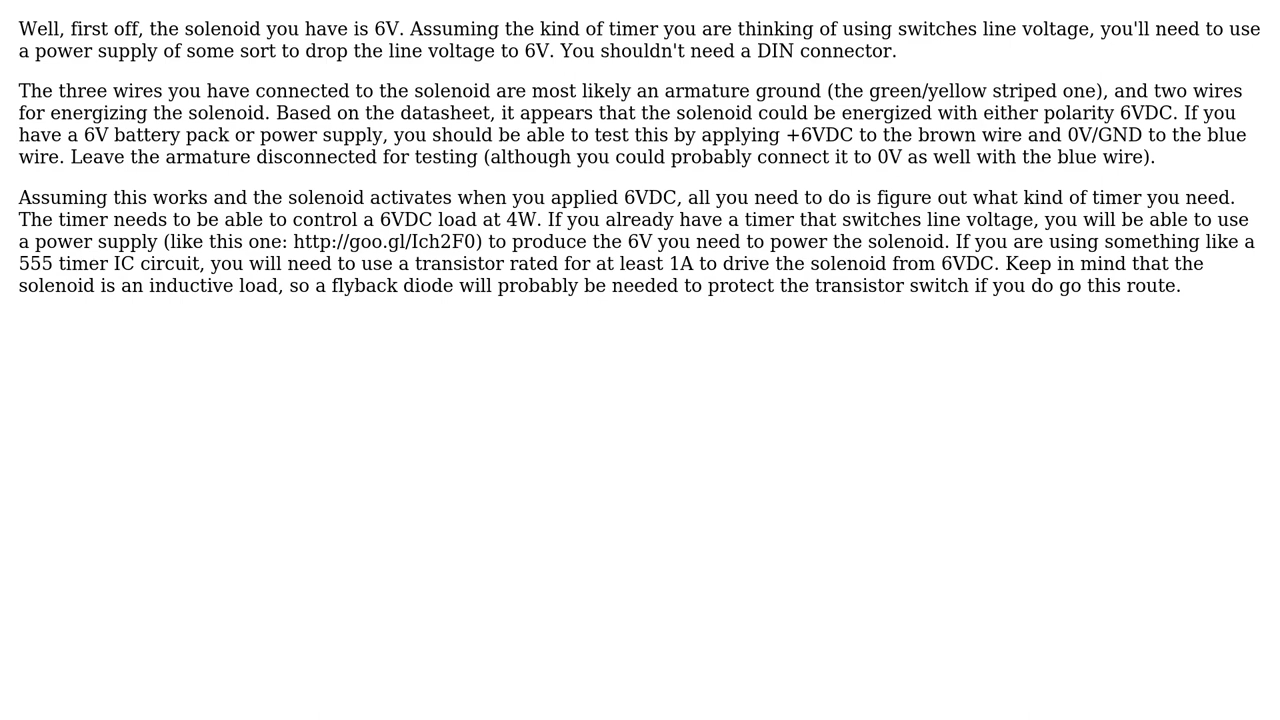 Well, first off, the solenoid you have is 6V. Assuming the kind of timer you are thinking of using switches line voltage, you'll need to use
a power supply of some sort to drop the line voltage to 6V. You shouldn't need a DIN connector.
The three wires you have connected to the solenoid are most likely an armature ground (the green/yellow striped one), and two wires
for energizing the solenoid. Based on the datasheet, it appears that the solenoid could be energized with either polarity 6VDC. If you
have a 6V battery pack or power supply, you should be able to test this by applying +6VDC to the brown wire and 0V/GND to the blue
wire. Leave the armature disconnected for testing (although you could probably connect it to 0V as well with the blue wire).
Assuming this works and the solenoid activates when you applied 6VDC, all you need to do is figure out what kind of timer you need.
The timer needs to be able to control a 6VDC load at 4W. If you already have a timer that switches line voltage, you will be able to use
a power supply (like this one: http://goo.gl/Ich2F0) to produce the 6V you need to power the solenoid. If you are using something like a
555 timer IC circuit, you will need to use a transistor rated for at least 1A to drive the solenoid from 6VDC. Keep in mind that the
solenoid is an inductive load, so a flyback diode will probably be needed to protect the transistor switch if you do go this route.